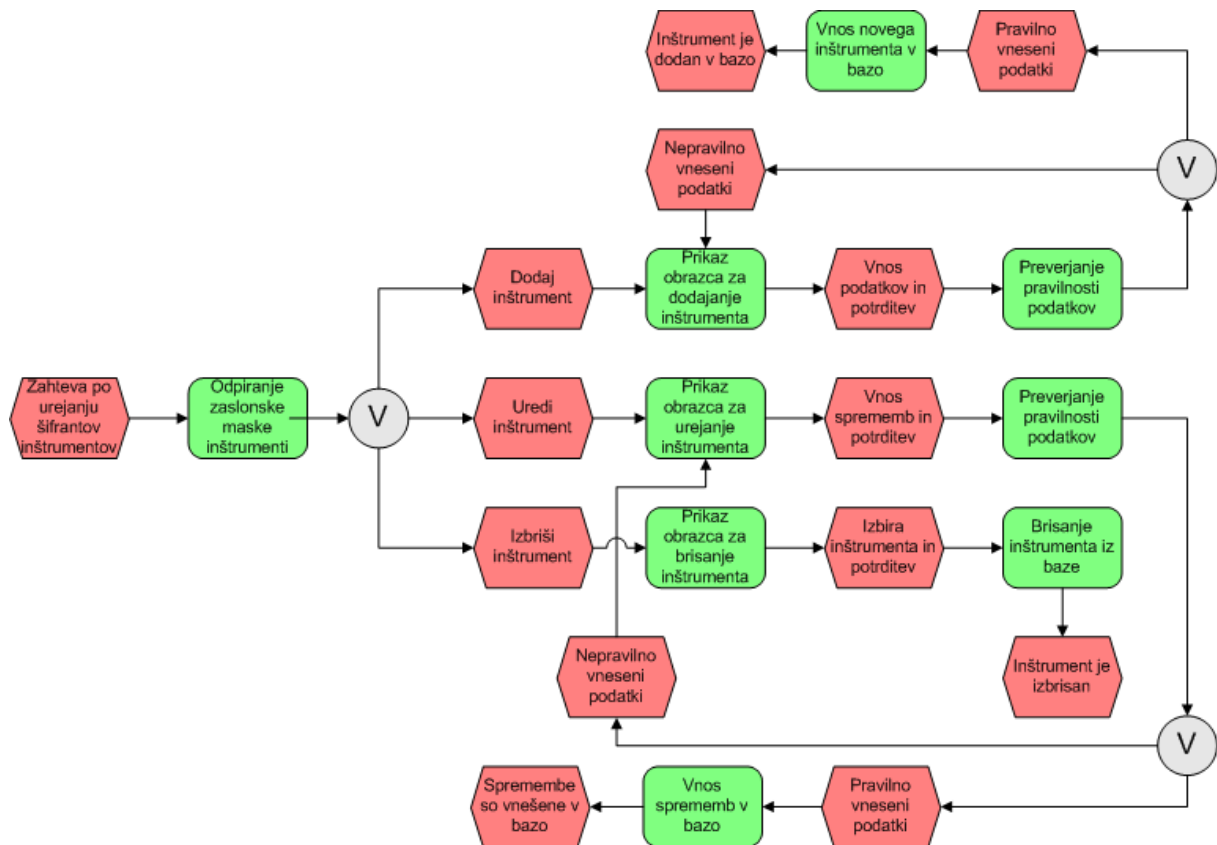 Inštrument je
dodan v bazo
Vnos novega
inštrumenta v
bazo
Pravilno
vneseni
podatki
Nepravilno
vneseni
podatki
V
Dodaj
inštrument
Prikaz
obrazca za
dodajanje
inštrumenta
Vnos
podatkov in
potrditev
Preverjanje
pravilnosti
podatkov
Zahteva po
urejanju
šifrantov
inštrumentov
Odpiranje
zaslonske
maske
inštrumenti
V
Uredi
inštrument
Prikaz
obrazca za
urejanje
inštrumenta
Vnos
sprememb in
potrditev
Preverjanje
pravilnosti
podatkov
Izbriši
inštrument
Prikaz
obrazca za
brisanje
inštrumenta
Izbira
inštrumenta in
potrditev
Brisanje
inštrumenta iz
baze
Nepravilno
vneseni
podatki
Inštrument je
izbrisan
V
Spremembe
so vnešene v
bazo
Vnos
sprememb v
bazo
Pravilno
vneseni
podatki